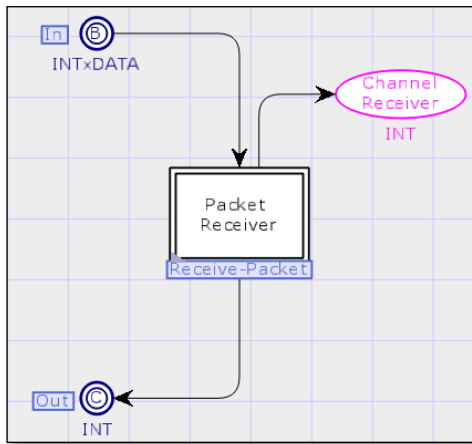 In
B
INTxDATA
Channel
Receiver
INT
Packet
Receiver
Receive-Packet
Out
C
INT